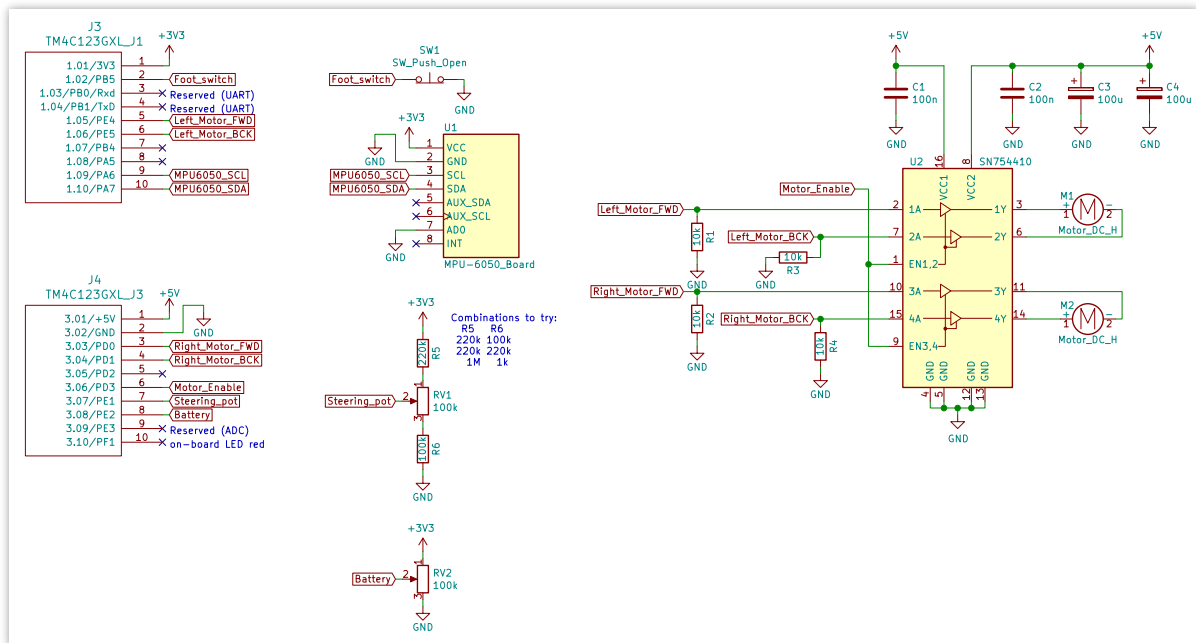 J3
TM4C123GXL_J1
+3V3
1.01/3V3 1
1.02/PB5 2 Foot_switch
1.03/PB0/Rxd 3 Reserved (UART)
1.04/PB1/TxD 4 Reserved (UART)
1.05/PE4 5 Left_Motor_FWD
1.06/PE5 6 Left_Motor_BCK
1.07/PB4 7
1.08/PA5 8
1.09/PA6 9 MPU6050_SCL
1.10/PA7 10 MPU6050_SDA
J4
TM4C123GXL_J3
+5V
3.01/+5V 1
3.02/GND 2
GND
3.03/PD0 3 Right_Motor_FWD
3.04/PD1 4 Right_Motor_BCK
3.05/PD2 5
3.06/PD3 6 Motor_Enable
3.07/PE1 7 Steering_pot
3.08/PE2 8 Battery
3.09/PE3 9 Reserved (ADC)
3.10/PF1 10 on-board LED red
SW1
SW_Push_Open
Foot_switch
GND
+3V3
U1
GND
1 VCC
2 GND
MPU6050_SCL 3 SCL
MPU6050_SDA 4 SDA
5 AUX_SDA
6 AUX_SCL
7 AD0
8 INT
GND
MPU-6050_Board
+3V3
Combinations to try:
R5 R6
220k 100k
220k 220k
1M 1k
220k
R5
1
RV1
Steering_pot 2
100k
3
100k
R6
GND
+3V3
1
RV2
Battery 2
100k
3
GND
+5V
+5V
C1
100n
GND
C2
100n
GND
+
C3
100u
GND
+
C4
100u
GND
U2
16
8
SN754410
VCC1
VCC2
Motor_Enable
Left_Motor_FWD
10k
R1
GND
Left_Motor_BCK
10k
R3
GND
Right_Motor_FWD
10k
R2
GND
Right_Motor_BCK
10k
R4
GND
2 1A 1Y 3
7 2A 2Y 6
1 EN1,2
10 3A 3Y 11
15 4A 4Y 14
9 EN3,4
GND GND GND GND
4 5 12 13
GND
M1
+ -
1 M 2
Motor_DC_H
M2
+ -
1 M 2
Motor_DC_H